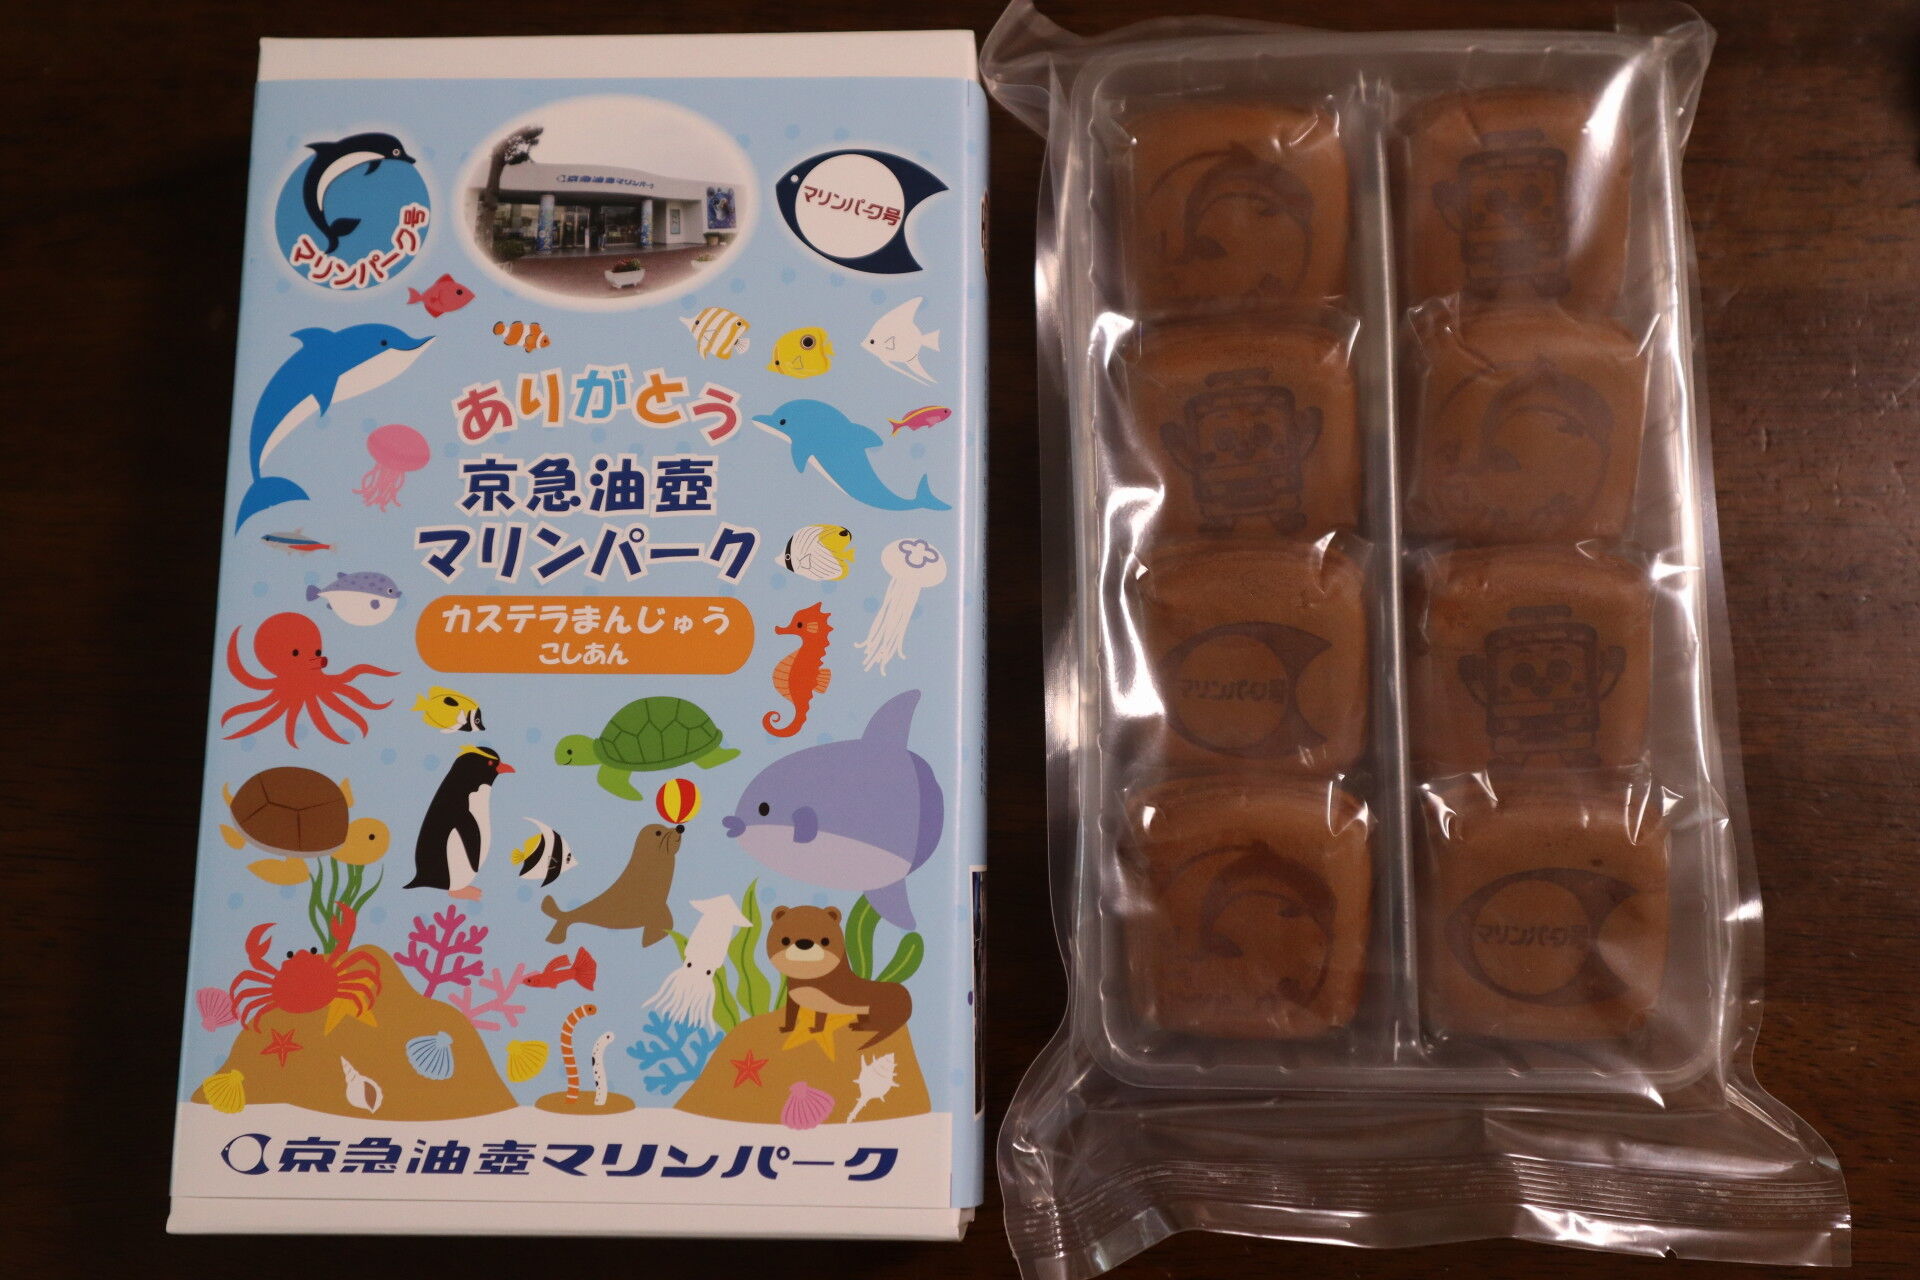 マリンパーク号
京急油壺マリンパーク
マリンパーク号
ありがとう
京急油壺
マリンパーク
カステラまんじゅう
こしあん
京急油壺マリンパーク
マリンパーク号
マリンパーク号